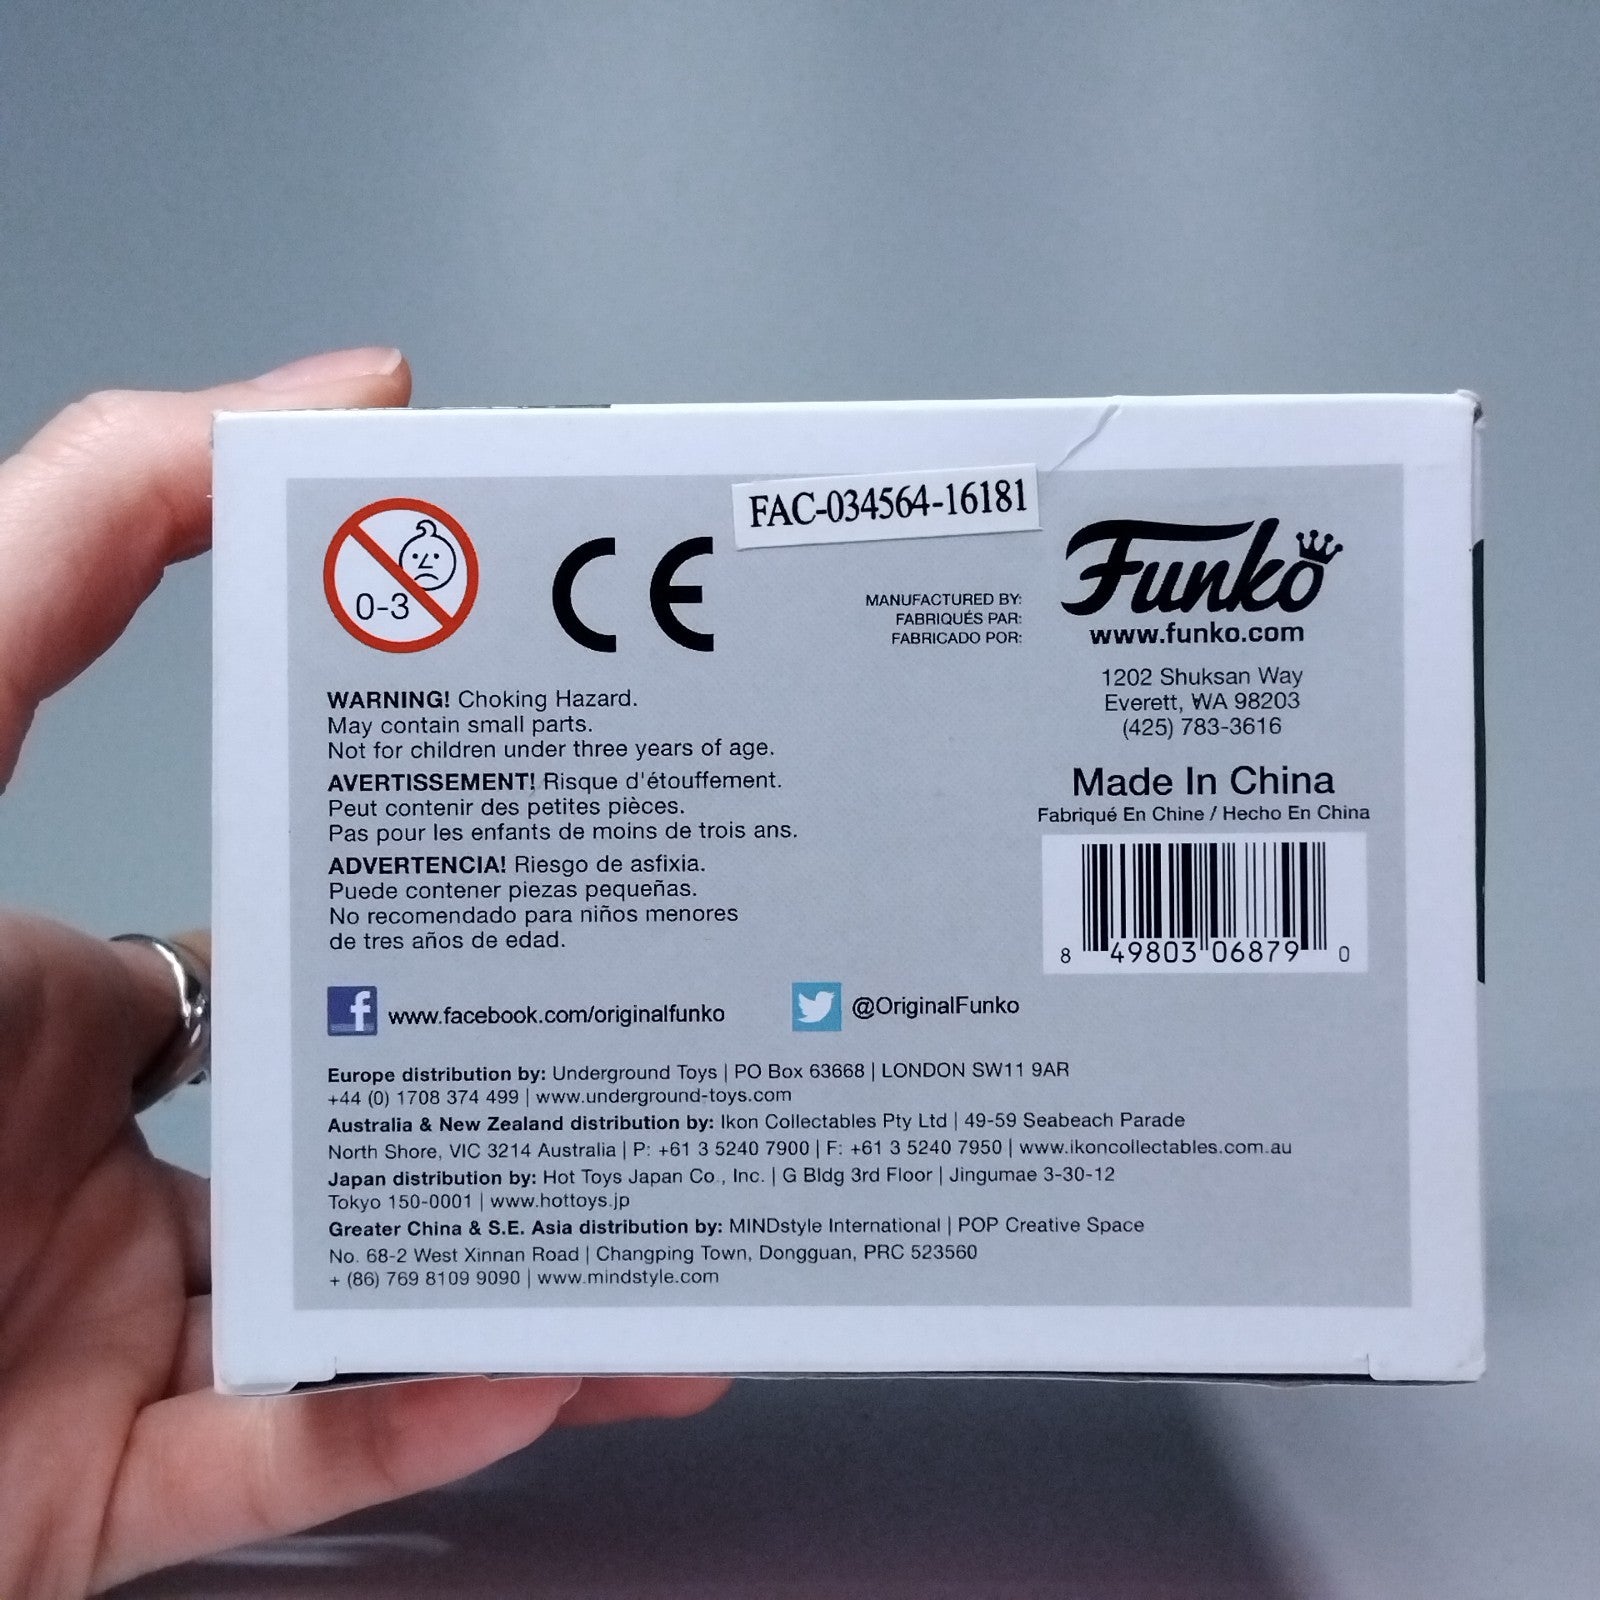 FAC-034564-16181
0-3
CE
MANUFACTURED BY:
FABRIQUÉS PAR:
FABRICADO POR:
Funko
www.funko.com
1202 Shuksan Way
Everett, WA 98203
(425) 783-3616
Made In China
Fabriqué En Chine / Hecho En China
8 49803 06879 0
WARNING! Choking Hazard.
May contain small parts.
Not for children under three years of age.
AVERTISSEMENT! Risque d'étouffement.
Peut contenir des petites pièces.
Pas pour les enfants de moins de trois ans.
ADVERTENCIA! Riesgo de asfixia.
Puede contener piezas pequeñas.
No recomendado para niños menores
de tres años de edad.
f www.facebook.com/originalfunko
@OriginalFunko
Europe distribution by: Underground Toys | PO Box 63668 | LONDON SW11 9AR
+44 (0) 1708 374 499 | www.underground-toys.com
Australia & New Zealand distribution by: Ikon Collectables Pty Ltd | 49-59 Seabeach Parade
North Shore, VIC 3214 Australia | P: +61 3 5240 7900 | F: +61 3 5240 7950 | www.ikoncollectables.com.au
Japan distribution by: Hot Toys Japan Co., Inc. | G Bldg 3rd Floor | Jingumae 3-30-12
Tokyo 150-0001 | www.hottoys.jp
Greater China & S.E. Asia distribution by: MINDstyle International | POP Creative Space
No. 68-2 West Xinnan Road | Changping Town, Dongguan, PRC 523560
+ (86) 769 8109 9090 | www.mindstyle.com